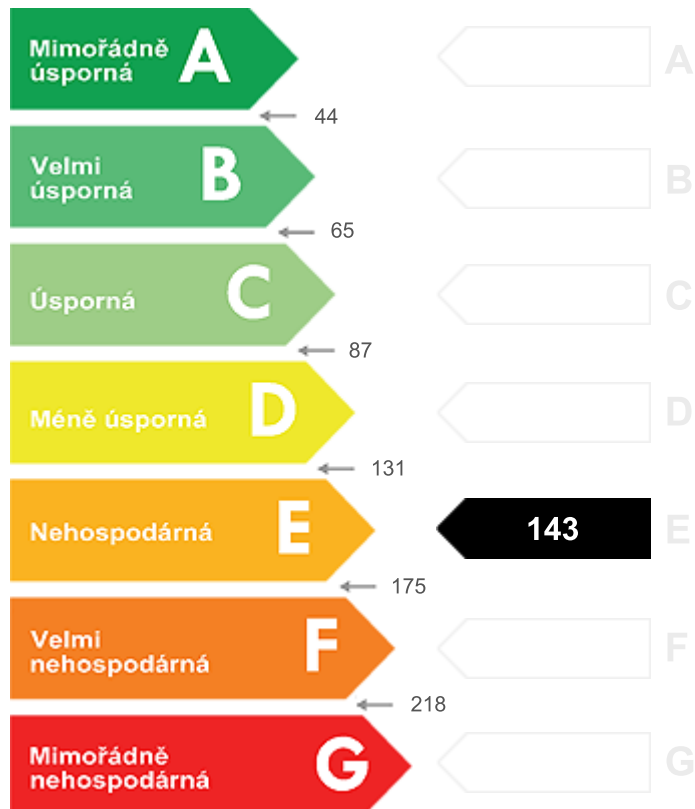 Mimořádně
úsporná
A
A
44
Velmi
úsporná
B
B
65
Úsporná
C
C
87
Méně úsporná
D
D
131
Nehospodárná
E
143
E
175
Velmi
nehospodárná
F
F
218
Mimořádně
nehospodárná
G
G